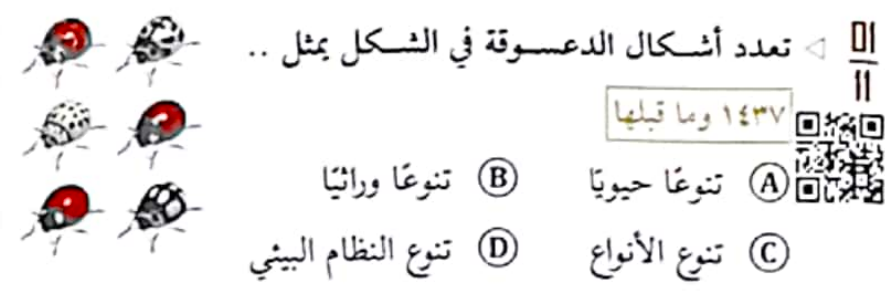 01
11
◁ تعدد أشكال الدعسوقة في الشكل يمثل ..
١٤٣٧ وما قبلها
A تنوعًا حيويًا
B تنوعًا وراثيًا
C تنوع الأنواع
D تنوع النظام البيئي